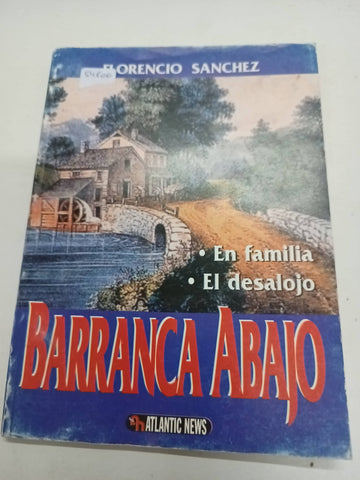 FLORENCIO SANCHEZ
• En familia
• El desalojo
BARRANCA ABAJO
ATLANTIC NEWS